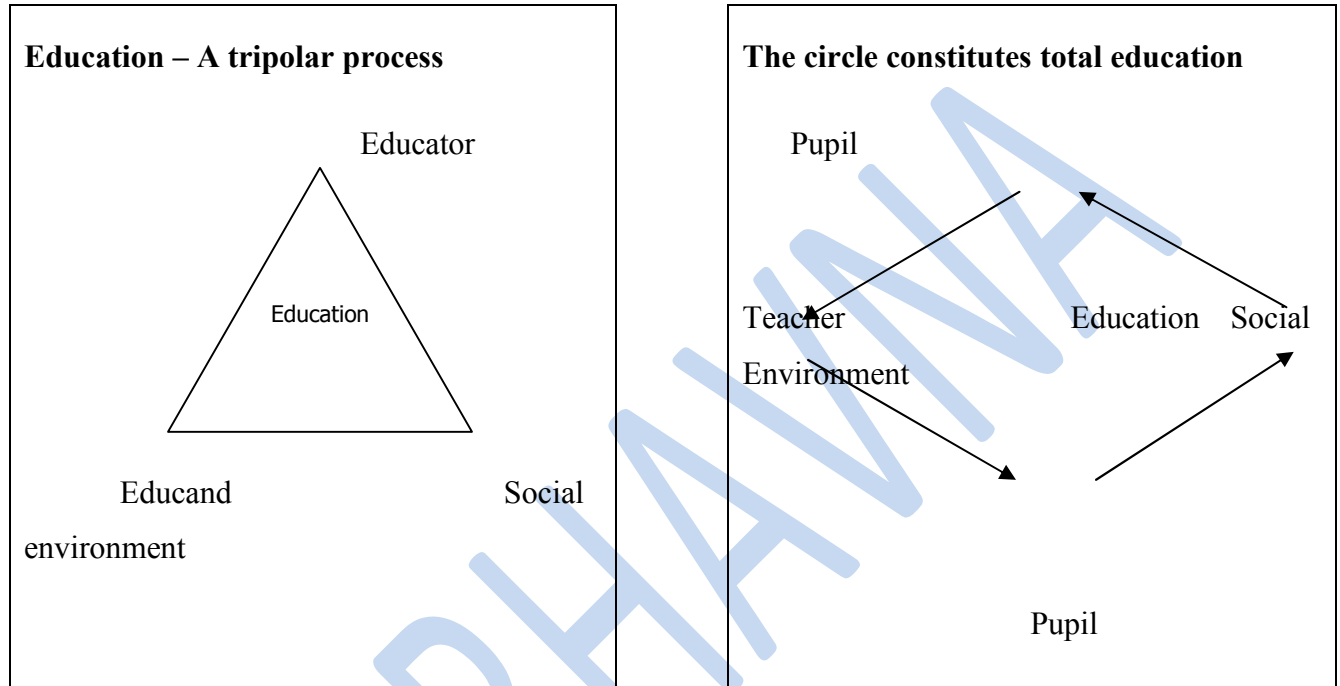 Education – A tripolar process
Educator
Education
Educand Social
environment
The circle constitutes total education
Pupil
Teacher Education Social
Environment
Pupil
BHAVNA